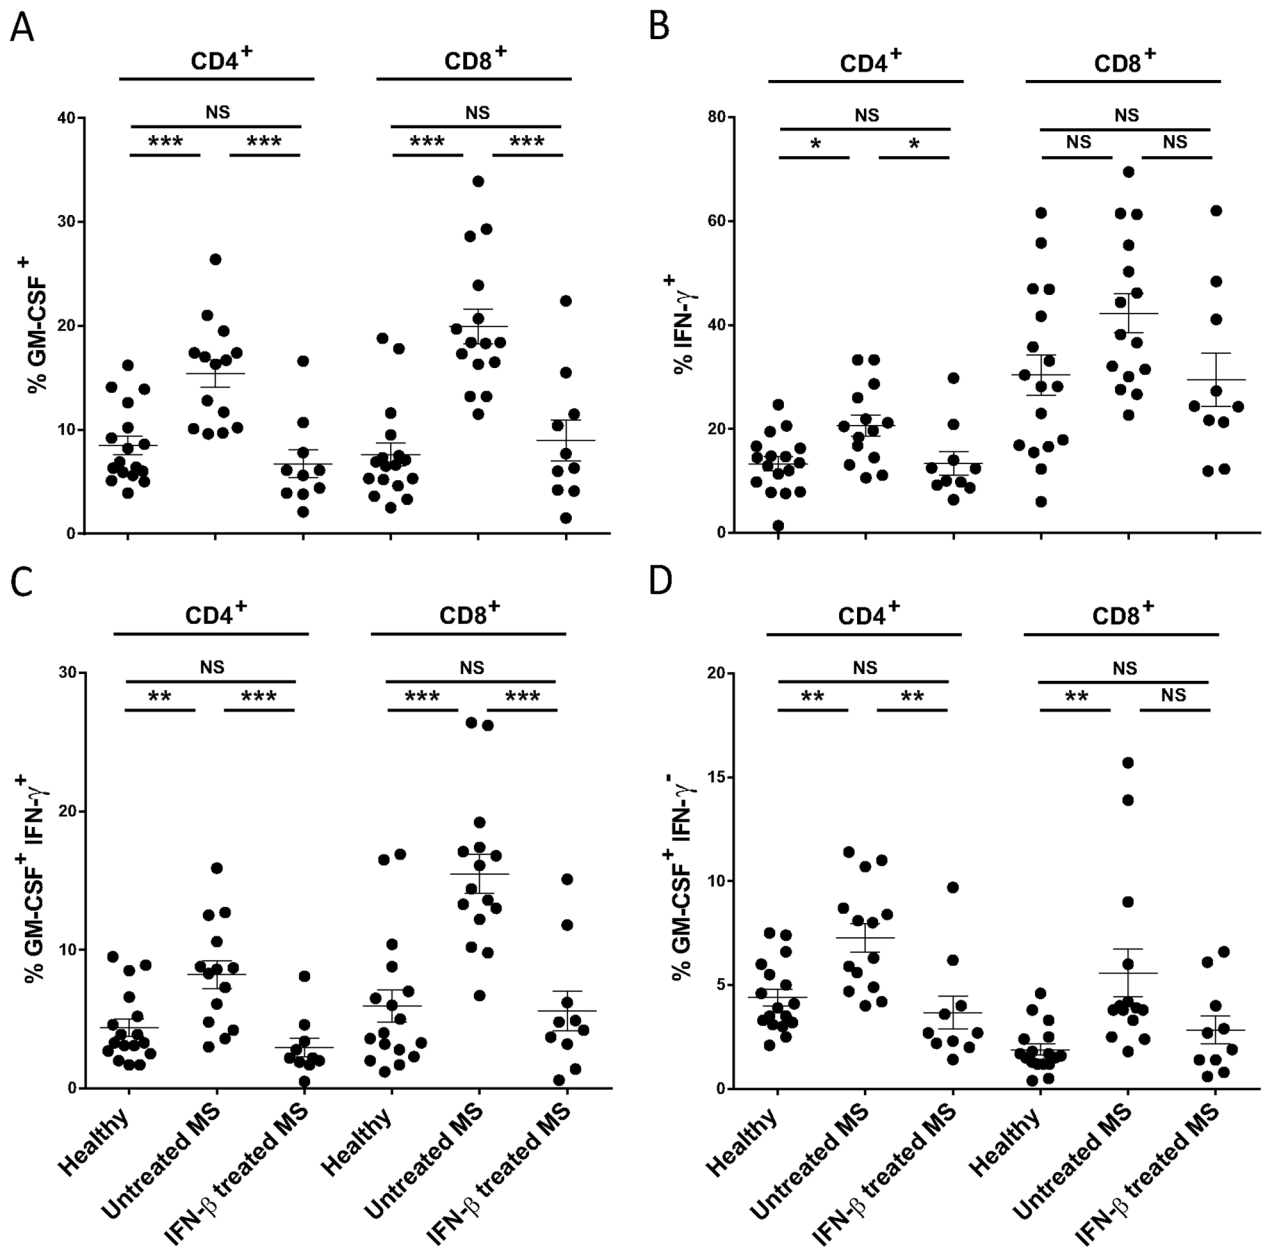 A
CD4+ CD8+
NS NS
*** *** *** ***
40
30
20
10
0
% GM-CSF+
B
CD4+ CD8+
NS NS
* * NS NS
80
60
40
20
0
% IFN-γ+
C
CD4+ CD8+
NS NS
** *** *** ***
30
20
10
0
% GM-CSF+ IFN-γ+
Healthy
Untreated MS
IFN-β treated MS
Healthy
Untreated MS
IFN-β treated MS
D
CD4+ CD8+
NS NS
** ** ** NS
20
15
10
5
0
% GM-CSF+ IFN-γ-
Healthy
Untreated MS
IFN-β treated MS
Healthy
Untreated MS
IFN-β treated MS